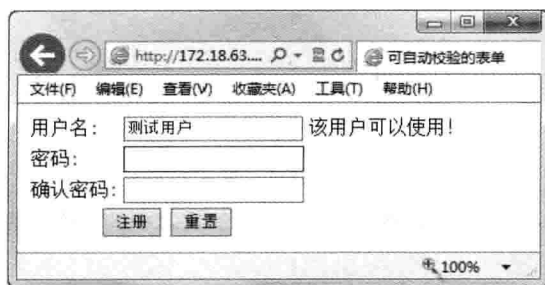 http://172.18.63.... 可自动校验的表单
文件(F) 编辑(E) 查看(V) 收藏夹(A) 工具(T) 帮助(H)
用户名： 测试用户 该用户可以使用！
密码：
确认密码：
注册 重置
100%